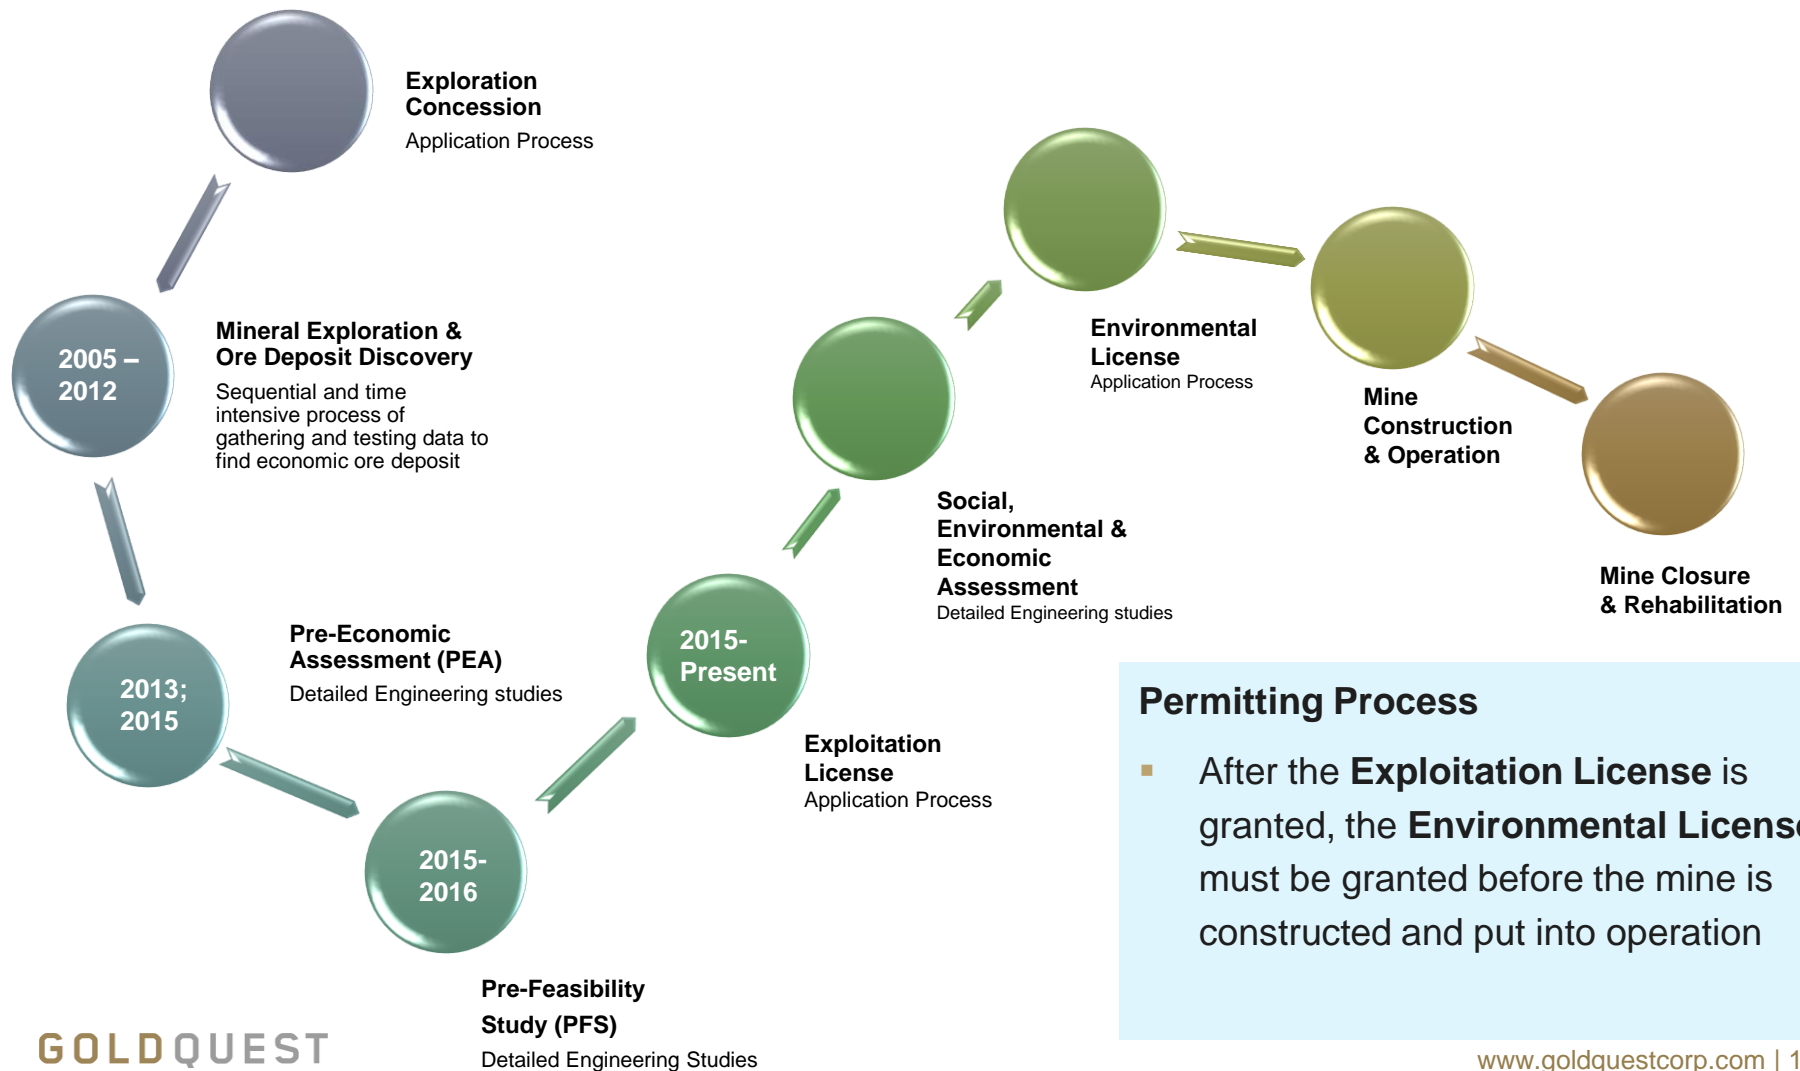 Exploration
Concession
Application Process
2005 –
2012
Mineral Exploration &
Ore Deposit Discovery
Sequential and time
intensive process of
gathering and testing data to
find economic ore deposit
2013;
2015
Pre-Economic
Assessment (PEA)
Detailed Engineering studies
2015-
2016
Pre-Feasibility
Study (PFS)
Detailed Engineering Studies
2015-
Present
Exploitation
License
Application Process
Social,
Environmental &
Economic
Assessment
Detailed Engineering studies
Environmental
License
Application Process
Mine
Construction
& Operation
Mine Closure
& Rehabilitation
Permitting Process
▪ After the Exploitation License is
granted, the Environmental License
must be granted before the mine is
constructed and put into operation
GOLDQUEST
www.goldquestcorp.com | 1